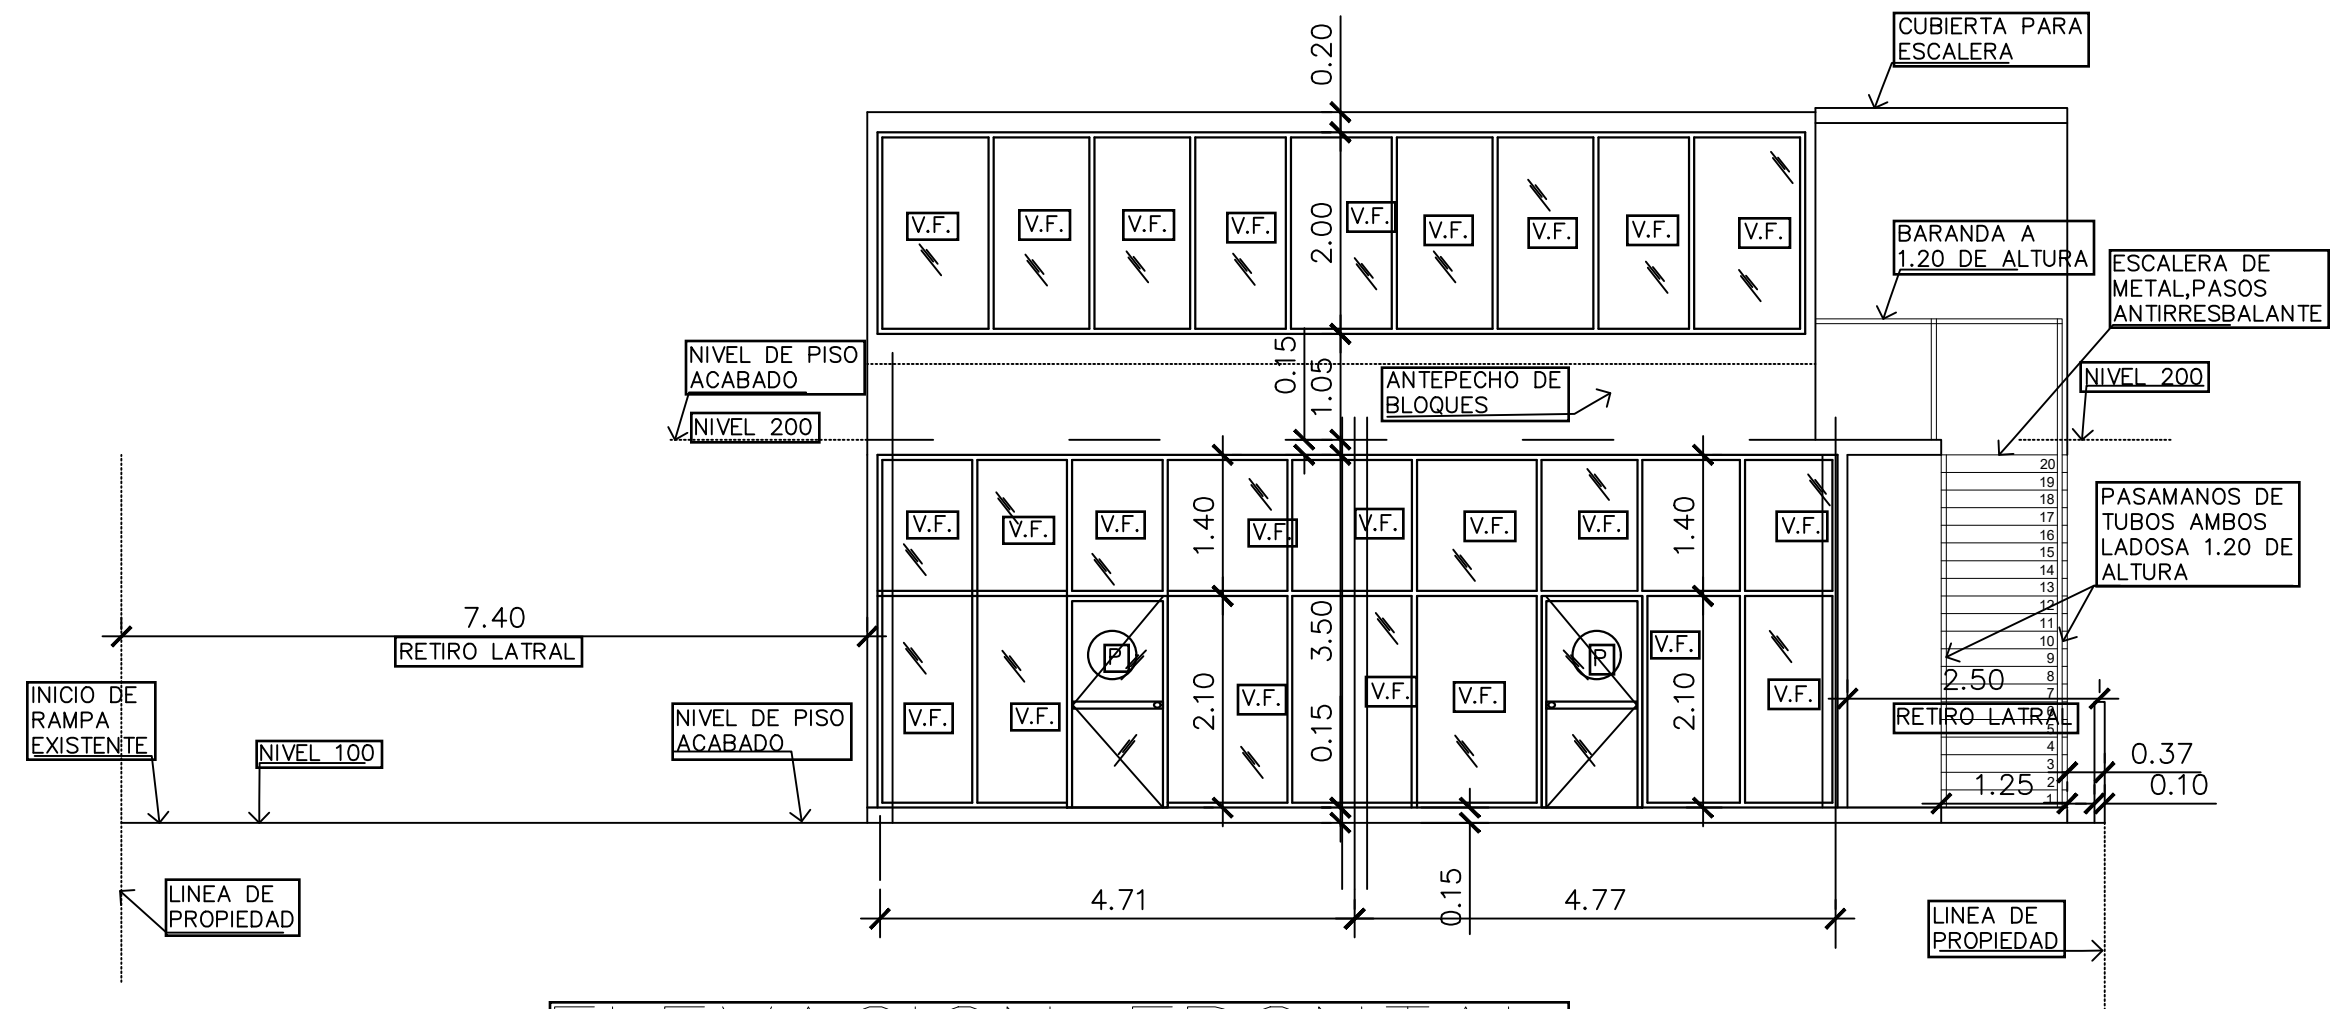 CUBIERTA PARA
ESCALERA
0.20
V.F.
V.F.
V.F.
V.F.
V.F.
V.F.
V.F.
V.F.
V.F.
2.00
BARANDA A
1.20 DE ALTURA
ESCALERA DE
METAL,PASOS
ANTIRRESBALANTE
NIVEL DE PISO
ACABADO
NIVEL 200
0.15
1.05
ANTEPECHO DE
BLOQUES
NIVEL 200
V.F.
V.F.
V.F.
1.40
V.F.
V.F.
V.F.
V.F.
1.40
V.F.
20
19
18
17
16
15
14
13
12
11
10
9
8
7
6
5
4
3
2
1
PASAMANOS DE
TUBOS AMBOS
LADOSA 1.20 DE
ALTURA
7.40
RETIRO LATRAL
P
3.50
P
V.F.
INICIO DE
RAMPA
EXISTENTE
NIVEL 100
NIVEL DE PISO
ACABADO
V.F.
V.F.
2.10
V.F.
0.15
V.F.
V.F.
2.10
V.F.
2.50
RETIRO LATRAL
0.37
1.25
0.10
LINEA DE
PROPIEDAD
4.71
0.15
4.77
LINEA DE
PROPIEDAD